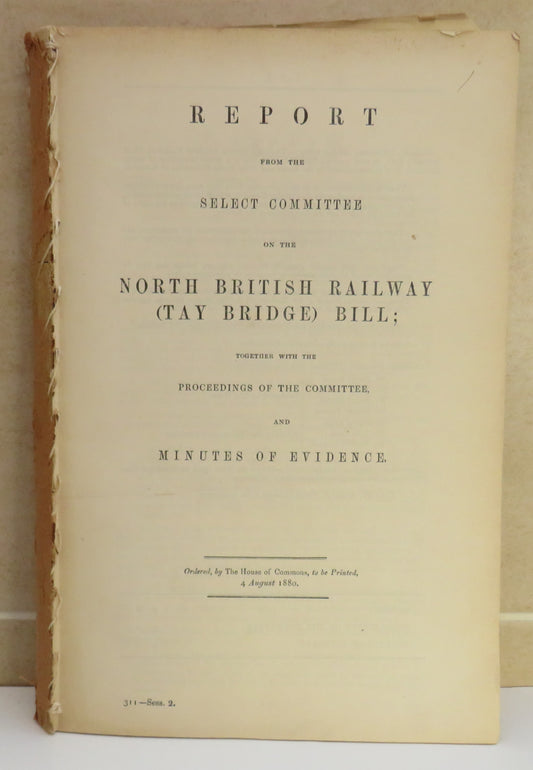 REPORT
FROM THE
SELECT COMMITTEE
ON THE
NORTH BRITISH RAILWAY
(TAY BRIDGE) BILL;
TOGETHER WITH THE
PROCEEDINGS OF THE COMMITTEE,
AND
MINUTES OF EVIDENCE.
Ordered, by The House of Commons, to be Printed,
4 August 1880.
311—Sess. 2.